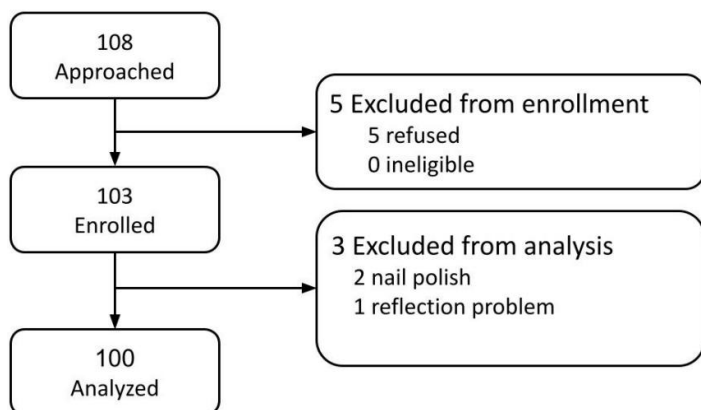 108
Approached
5 Excluded from enrollment
5 refused
0 ineligible
103
Enrolled
3 Excluded from analysis
2 nail polish
1 reflection problem
100
Analyzed